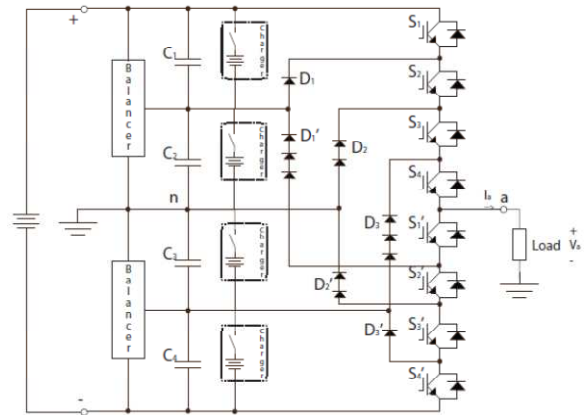 +
S1
C1
Charger
D1
S2
Balancer
S3
D1'
C2
Charger
D2
S4
n
Ia a
D3
S1'
Load
+
Va
-
C3
Charger
S2'
Balancer
D2'
S3'
D3'
C4
Charger
S4'
-